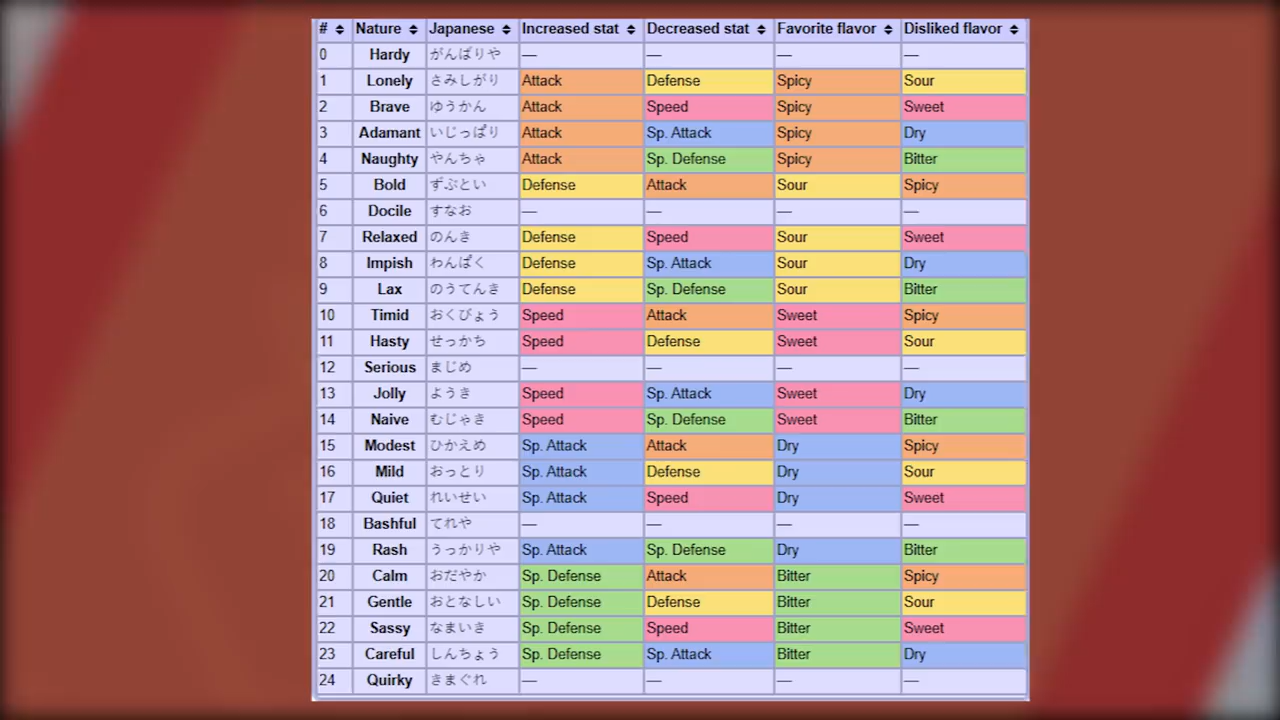 # Nature Japanese Increased stat Decreased stat Favorite flavor Disliked flavor
0 Hardy がんばりや — — — —
1 Lonely さみしがり Attack Defense Spicy Sour
2 Brave ゆうかん Attack Speed Spicy Sweet
3 Adamant いじっぱり Attack Sp. Attack Spicy Dry
4 Naughty やんちゃ Attack Sp. Defense Spicy Bitter
5 Bold ずぶとい Defense Attack Sour Spicy
6 Docile すなお — — — —
7 Relaxed のんき Defense Speed Sour Sweet
8 Impish わんぱく Defense Sp. Attack Sour Dry
9 Lax のうてんき Defense Sp. Defense Sour Bitter
10 Timid おくびょう Speed Attack Sweet Spicy
11 Hasty せっかち Speed Defense Sweet Sour
12 Serious まじめ — — — —
13 Jolly ようき Speed Sp. Attack Sweet Dry
14 Naive むじゃき Speed Sp. Defense Sweet Bitter
15 Modest ひかえめ Sp. Attack Attack Dry Spicy
16 Mild おっとり Sp. Attack Defense Dry Sour
17 Quiet れいせい Sp. Attack Speed Dry Sweet
18 Bashful てれや — — — —
19 Rash うっかりや Sp. Attack Sp. Defense Dry Bitter
20 Calm おだやか Sp. Defense Attack Bitter Spicy
21 Gentle おとなしい Sp. Defense Defense Bitter Sour
22 Sassy なまいき Sp. Defense Speed Bitter Sweet
23 Careful しんちょう Sp. Defense Sp. Attack Bitter Dry
24 Quirky きまぐれ — — — —